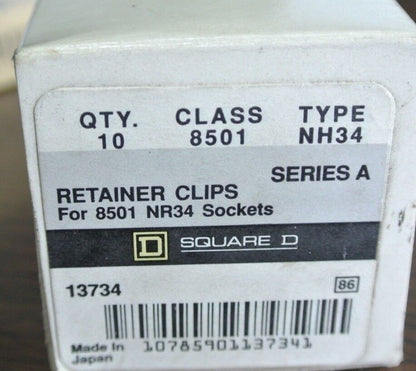 QTY. CLASS TYPE
10 8501 NH34
SERIES A
RETAINER CLIPS
For 8501 NR34 Sockets
D SQUARE D
13734 86
Made In
Japan
10785901137341